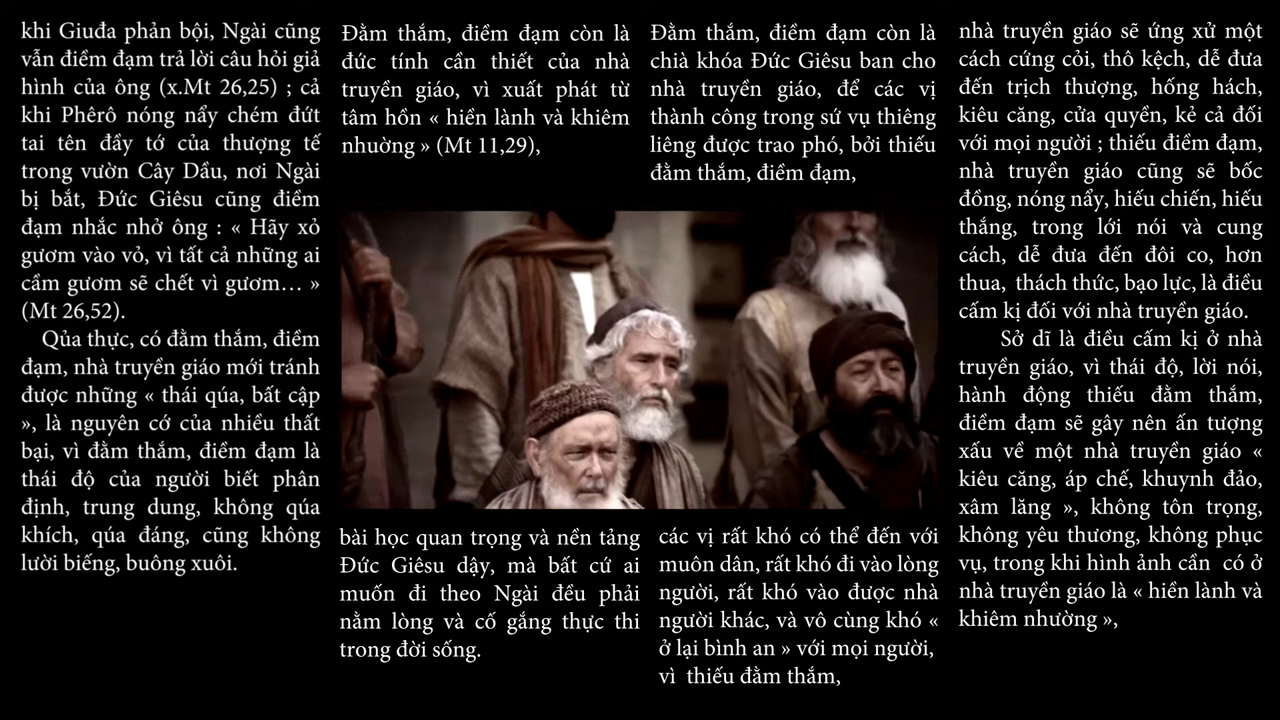 khi Giuđa phản bội, Ngài cũng
vẫn điềm đạm trả lời câu hỏi giả
hình của ông (x.Mt 26,25) ; cả
khi Phêrô nóng nẩy chém đứt
tai tên đầy tớ của thượng tế
trong vườn Cây Dầu, nơi Ngài
bị bắt, Đức Giêsu cũng điềm
đạm nhắc nhở ông : « Hãy xỏ
gươm vào vỏ, vì tất cả những ai
cầm gươm sẽ chết vì gươm… »
(Mt 26,52).
Qủa thực, có đằm thắm, điềm
đạm, nhà truyền giáo mới tránh
được những « thái qúa, bất cập
», là nguyên cớ của nhiều thất
bại, vì đằm thắm, điềm đạm là
thái độ của người biết phân
định, trung dung, không qúa
khích, qúa đáng, cũng không
lười biếng, buông xuôi.
Đằm thắm, điềm đạm còn là
đức tính cần thiết của nhà
truyền giáo, vì xuất phát từ
tâm hồn « hiền lành và khiêm
nhuờng » (Mt 11,29),
bài học quan trọng và nền tảng
Đức Giêsu dậy, mà bất cứ ai
muốn đi theo Ngài đều phải
nằm lòng và cố gắng thực thi
trong đời sống.
Đằm thắm, điềm đạm còn là
chià khóa Đức Giêsu ban cho
nhà truyền giáo, để các vị
thành công trong sứ vụ thiêng
liêng được trao phó, bởi thiếu
đằm thắm, điềm đạm,
các vị rất khó có thể đến với
muôn dân, rất khó đi vào lòng
người, rất khó vào được nhà
người khác, và vô cùng khó «
ở lại bình an » với mọi người,
vì thiếu đằm thắm,
nhà truyền giáo sẽ ứng xử một
cách cứng cỏi, thô kệch, dễ đưa
đến trịch thượng, hống hách,
kiêu căng, cửa quyền, kẻ cả đối
với mọi người ; thiếu điềm đạm,
nhà truyền giáo cũng sẽ bốc
đồng, nóng nẩy, hiếu chiến, hiếu
thắng, trong lới nói và cung
cách, dễ đưa đến đôi co, hơn
thua, thách thức, bạo lực, là điều
cấm kị đối với nhà truyền giáo.
Sở dĩ là điều cấm kị ở nhà
truyền giáo, vì thái độ, lời nói,
hành động thiếu đằm thắm,
điềm đạm sẽ gây nên ấn tượng
xấu về một nhà truyền giáo «
kiêu căng, áp chế, khuynh đảo,
xâm lăng », không tôn trọng,
không yêu thương, không phục
vụ, trong khi hình ảnh cần có ở
nhà truyền giáo là « hiền lành và
khiêm nhường »,